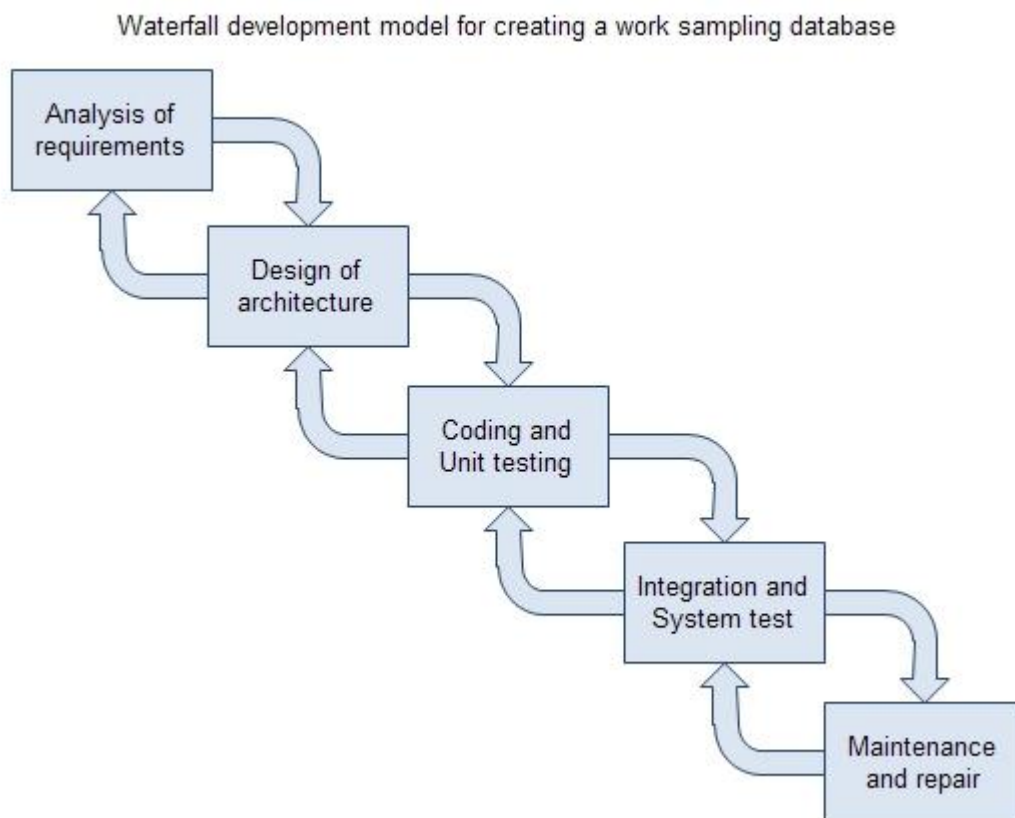 Waterfall development model for creating a work sampling database
Analysis of
requirements
Design of
architecture
Coding and
Unit testing
Integration and
System test
Maintenance
and repair